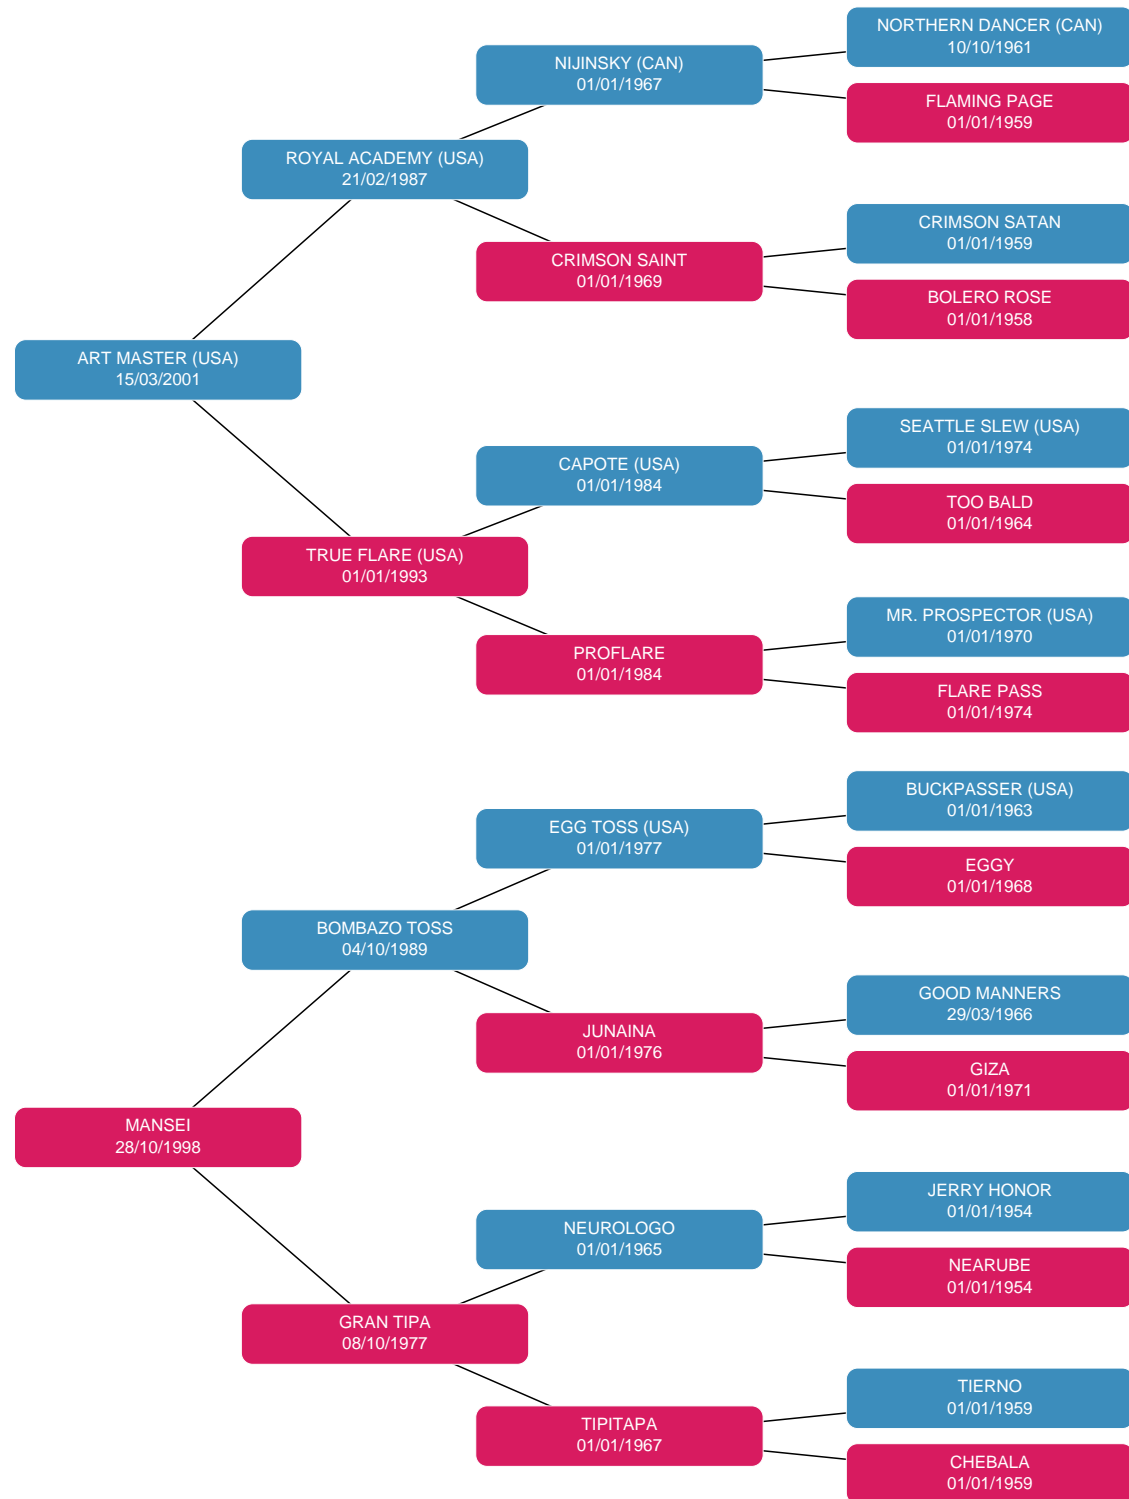 NORTHERN DANCER (CAN)
10/10/1961
NIJINSKY (CAN)
01/01/1967
FLAMING PAGE
01/01/1959
ROYAL ACADEMY (USA)
21/02/1987
CRIMSON SATAN
01/01/1959
CRIMSON SAINT
01/01/1969
BOLERO ROSE
01/01/1958
ART MASTER (USA)
15/03/2001
SEATTLE SLEW (USA)
01/01/1974
CAPOTE (USA)
01/01/1984
TOO BALD
01/01/1964
TRUE FLARE (USA)
01/01/1993
MR. PROSPECTOR (USA)
01/01/1970
PROFLARE
01/01/1984
FLARE PASS
01/01/1974
BUCKPASSER (USA)
01/01/1963
EGG TOSS (USA)
01/01/1977
EGGY
01/01/1968
BOMBAZO TOSS
04/10/1989
GOOD MANNERS
29/03/1966
JUNAINA
01/01/1976
GIZA
01/01/1971
MANSEI
28/10/1998
JERRY HONOR
01/01/1954
NEUROLOGO
01/01/1965
NEARUBE
01/01/1954
GRAN TIPA
08/10/1977
TIERNO
01/01/1959
TIPITAPA
01/01/1967
CHEBALA
01/01/1959